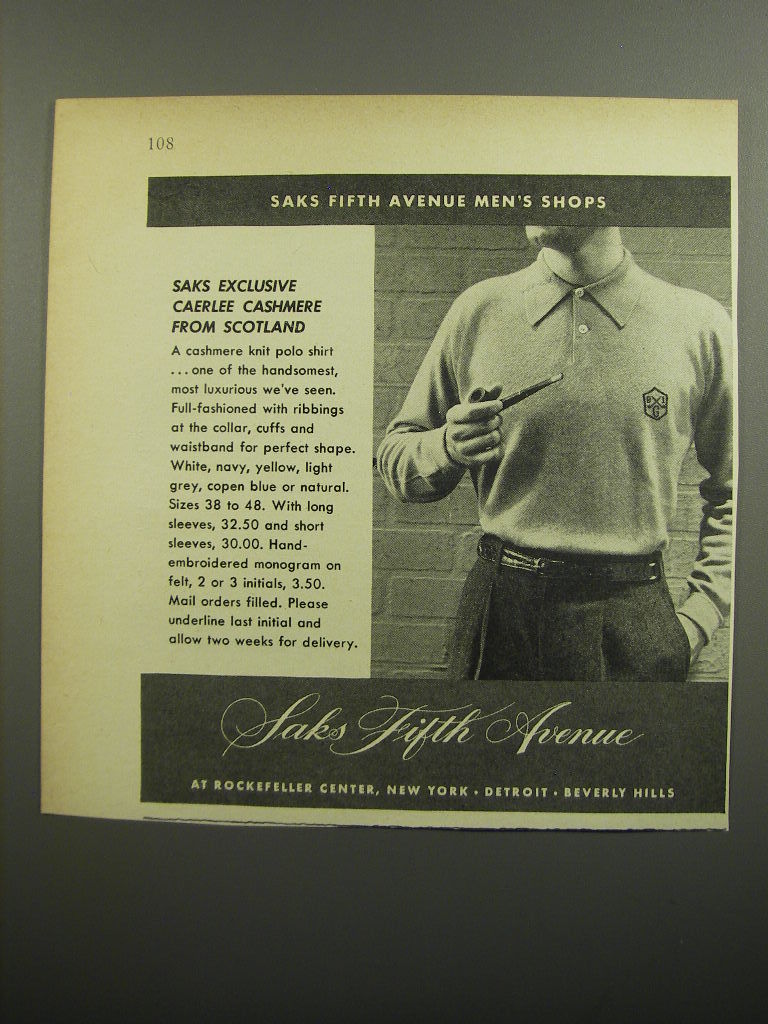 108
SAKS FIFTH AVENUE MEN'S SHOPS
SAKS EXCLUSIVE
CAERLEE CASHMERE
FROM SCOTLAND
A cashmere knit polo shirt
...one of the handsomest,
most luxurious we've seen.
Full-fashioned with ribbings
at the collar, cuffs and
waistband for perfect shape.
White, navy, yellow, light
grey, copen blue or natural.
Sizes 38 to 48. With long
sleeves, 32.50 and short
sleeves, 30.00. Hand-
embroidered monogram on
felt, 2 or 3 initials, 3.50.
Mail orders filled. Please
underline last initial and
allow two weeks for delivery.
Saks Fifth Avenue
AT ROCKEFELLER CENTER, NEW YORK • DETROIT • BEVERLY HILLS